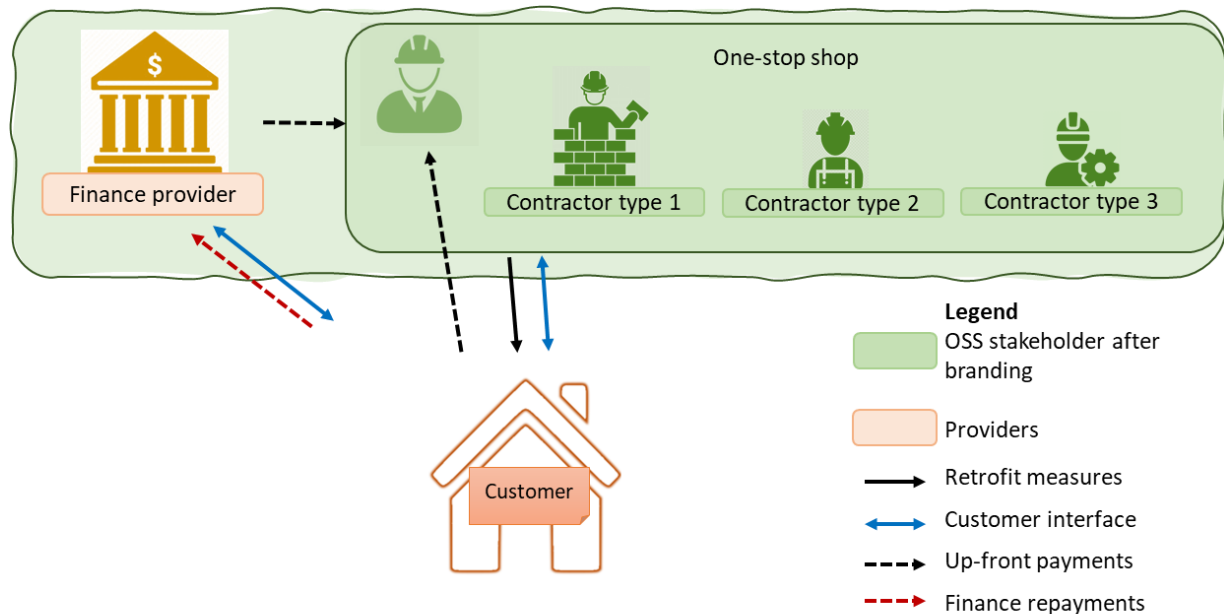 $
One-stop shop
Finance provider
Contractor type 1
Contractor type 2
Contractor type 3
Customer
Legend
OSS stakeholder after
branding
Providers
Retrofit measures
Customer interface
Up-front payments
Finance repayments